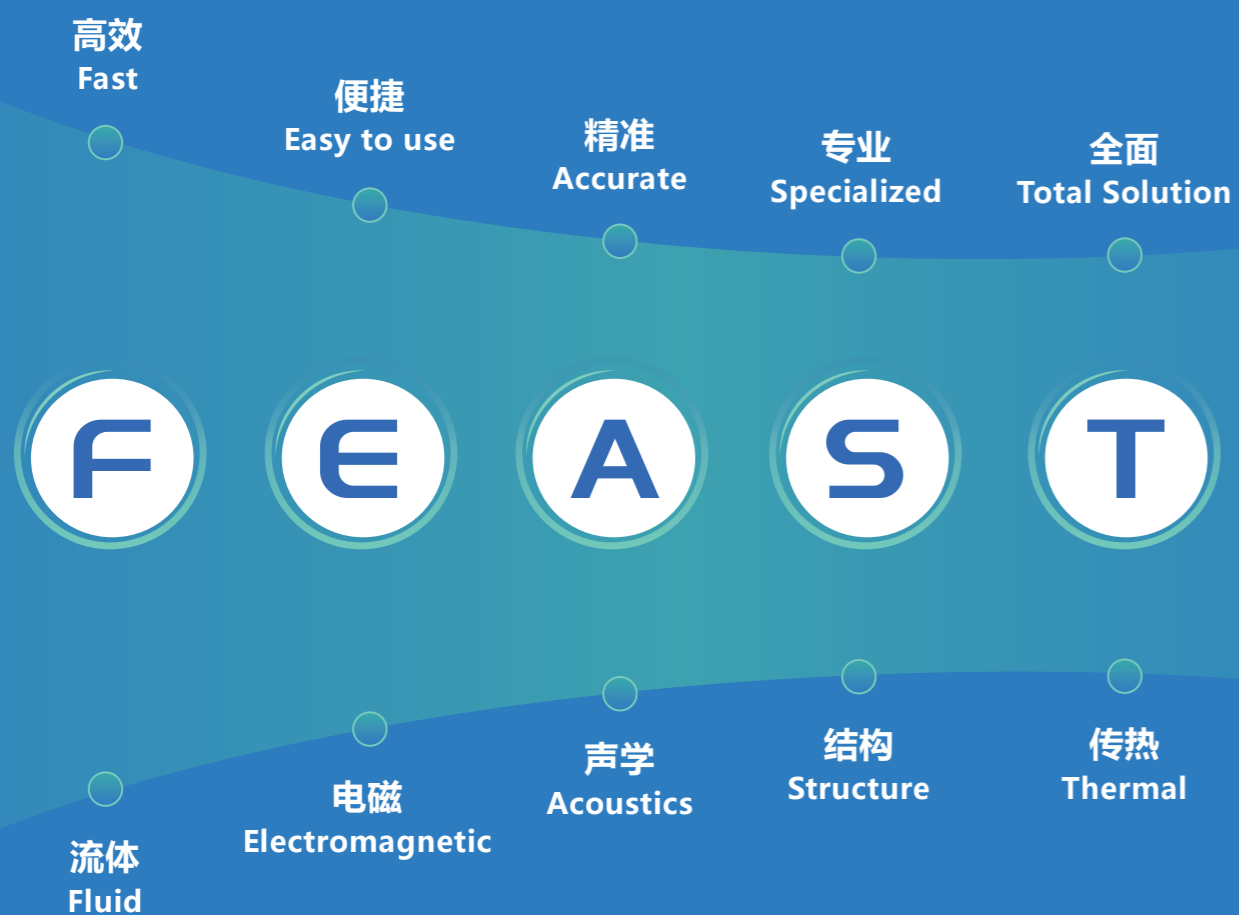 高效
Fast
便捷
Easy to use
精准
Accurate
专业
Specialized
全面
Total Solution
F E A S T
流体
Fluid
电磁
Electromagnetic
声学
Acoustics
结构
Structure
传热
Thermal